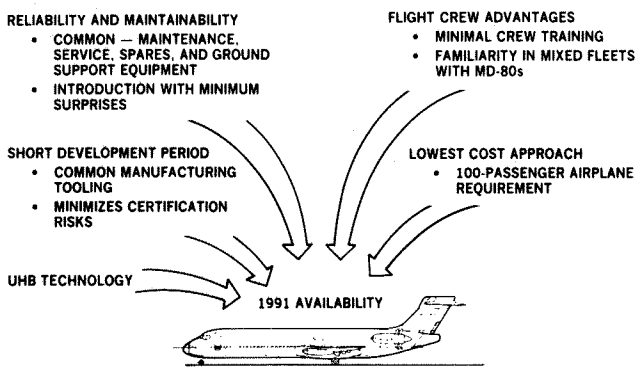 RELIABILITY AND MAINTAINABILITY
• COMMON — MAINTENANCE,
SERVICE, SPARES, AND GROUND
SUPPORT EQUIPMENT
• INTRODUCTION WITH MINIMUM
SURPRISES
FLIGHT CREW ADVANTAGES
• MINIMAL CREW TRAINING
• FAMILIARITY IN MIXED FLEETS
WITH MD-80s
SHORT DEVELOPMENT PERIOD
• COMMON MANUFACTURING
TOOLING
• MINIMIZES CERTIFICATION
RISKS
LOWEST COST APPROACH
• 100-PASSENGER AIRPLANE
REQUIREMENT
UHB TECHNOLOGY
1991 AVAILABILITY